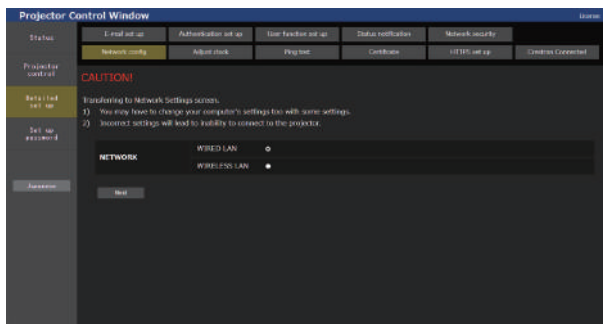 Projector Control Window
License
Status
E-mail set up
Authentication set up
User function set up
Status notification
Network security
Network config
Adjust clock
Ping test
Certificate
HTTPS set up
Crestron Connected
Projector control
CAUTION!
Detailed set up
Transferring to Network Settings screen.
1) You may have to change your computer's settings too with some settings.
2) Incorrect settings will lead to inability to connect to the projector.
Set up password
NETWORK
WIRED LAN
WIRELESS LAN
Next